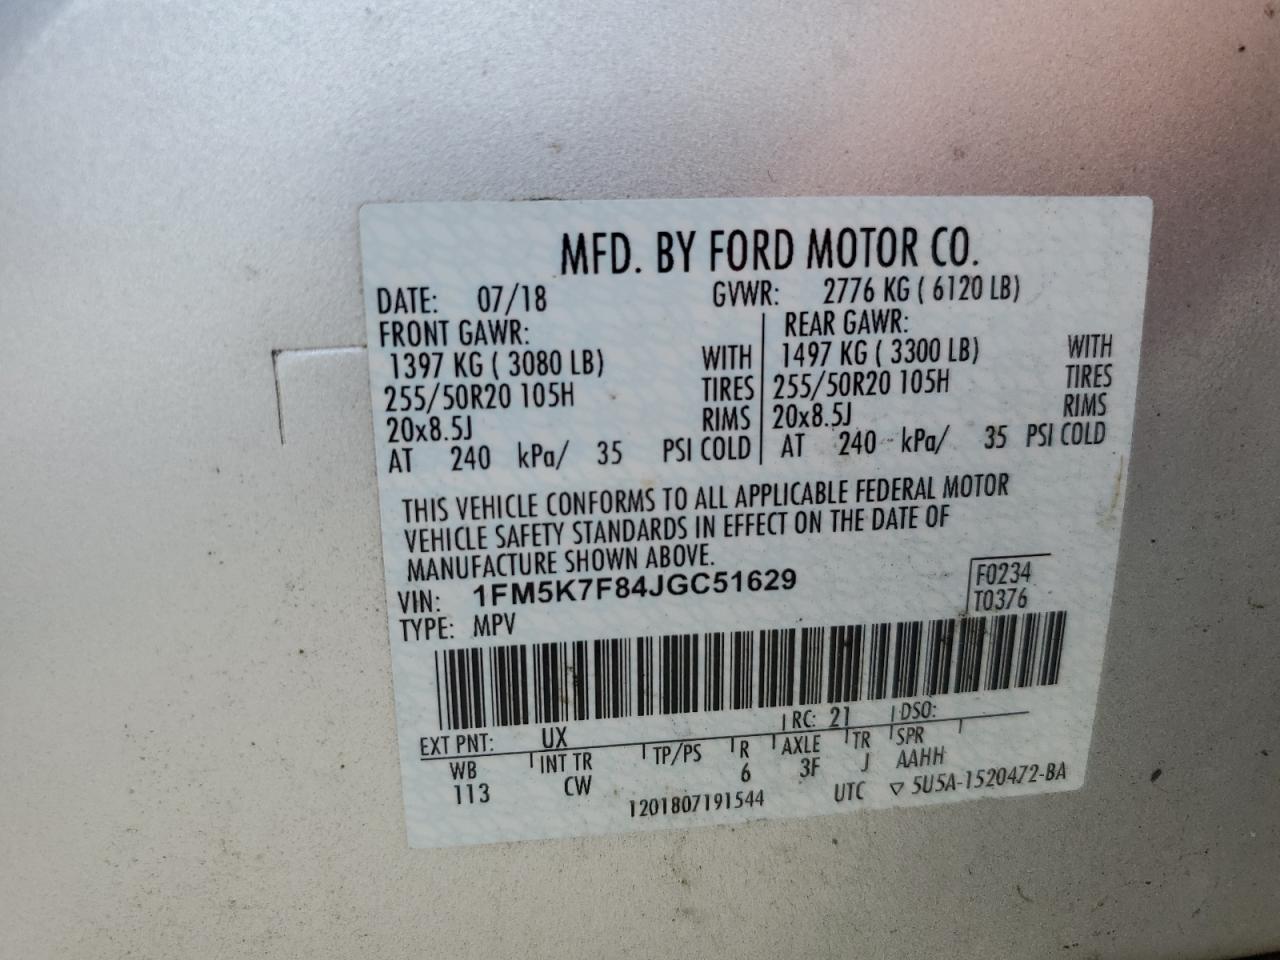 MFD. BY FORD MOTOR CO.
DATE: 07/18 GVWR: 2776 KG ( 6120 LB)
FRONT GAWR: REAR GAWR:
1397 KG ( 3080 LB) WITH 1497 KG ( 3300 LB) WITH
255/50R20 105H TIRES 255/50R20 105H TIRES
20x8.5J RIMS 20x8.5J RIMS
AT 240 kPa/ 35 PSI COLD AT 240 kPa/ 35 PSI COLD
THIS VEHICLE CONFORMS TO ALL APPLICABLE FEDERAL MOTOR
VEHICLE SAFETY STANDARDS IN EFFECT ON THE DATE OF
MANUFACTURE SHOWN ABOVE.
VIN: 1FM5K7F84JGC51629 F0234
TYPE: MPV T0376
EXT PNT: UX RC: 21 DSO:
WB INT TR TP/PS R AXLE TR SPR
113 CW 6 3F J AAHH
1201807191544 UTC ▽ 5U5A-1520472-BA